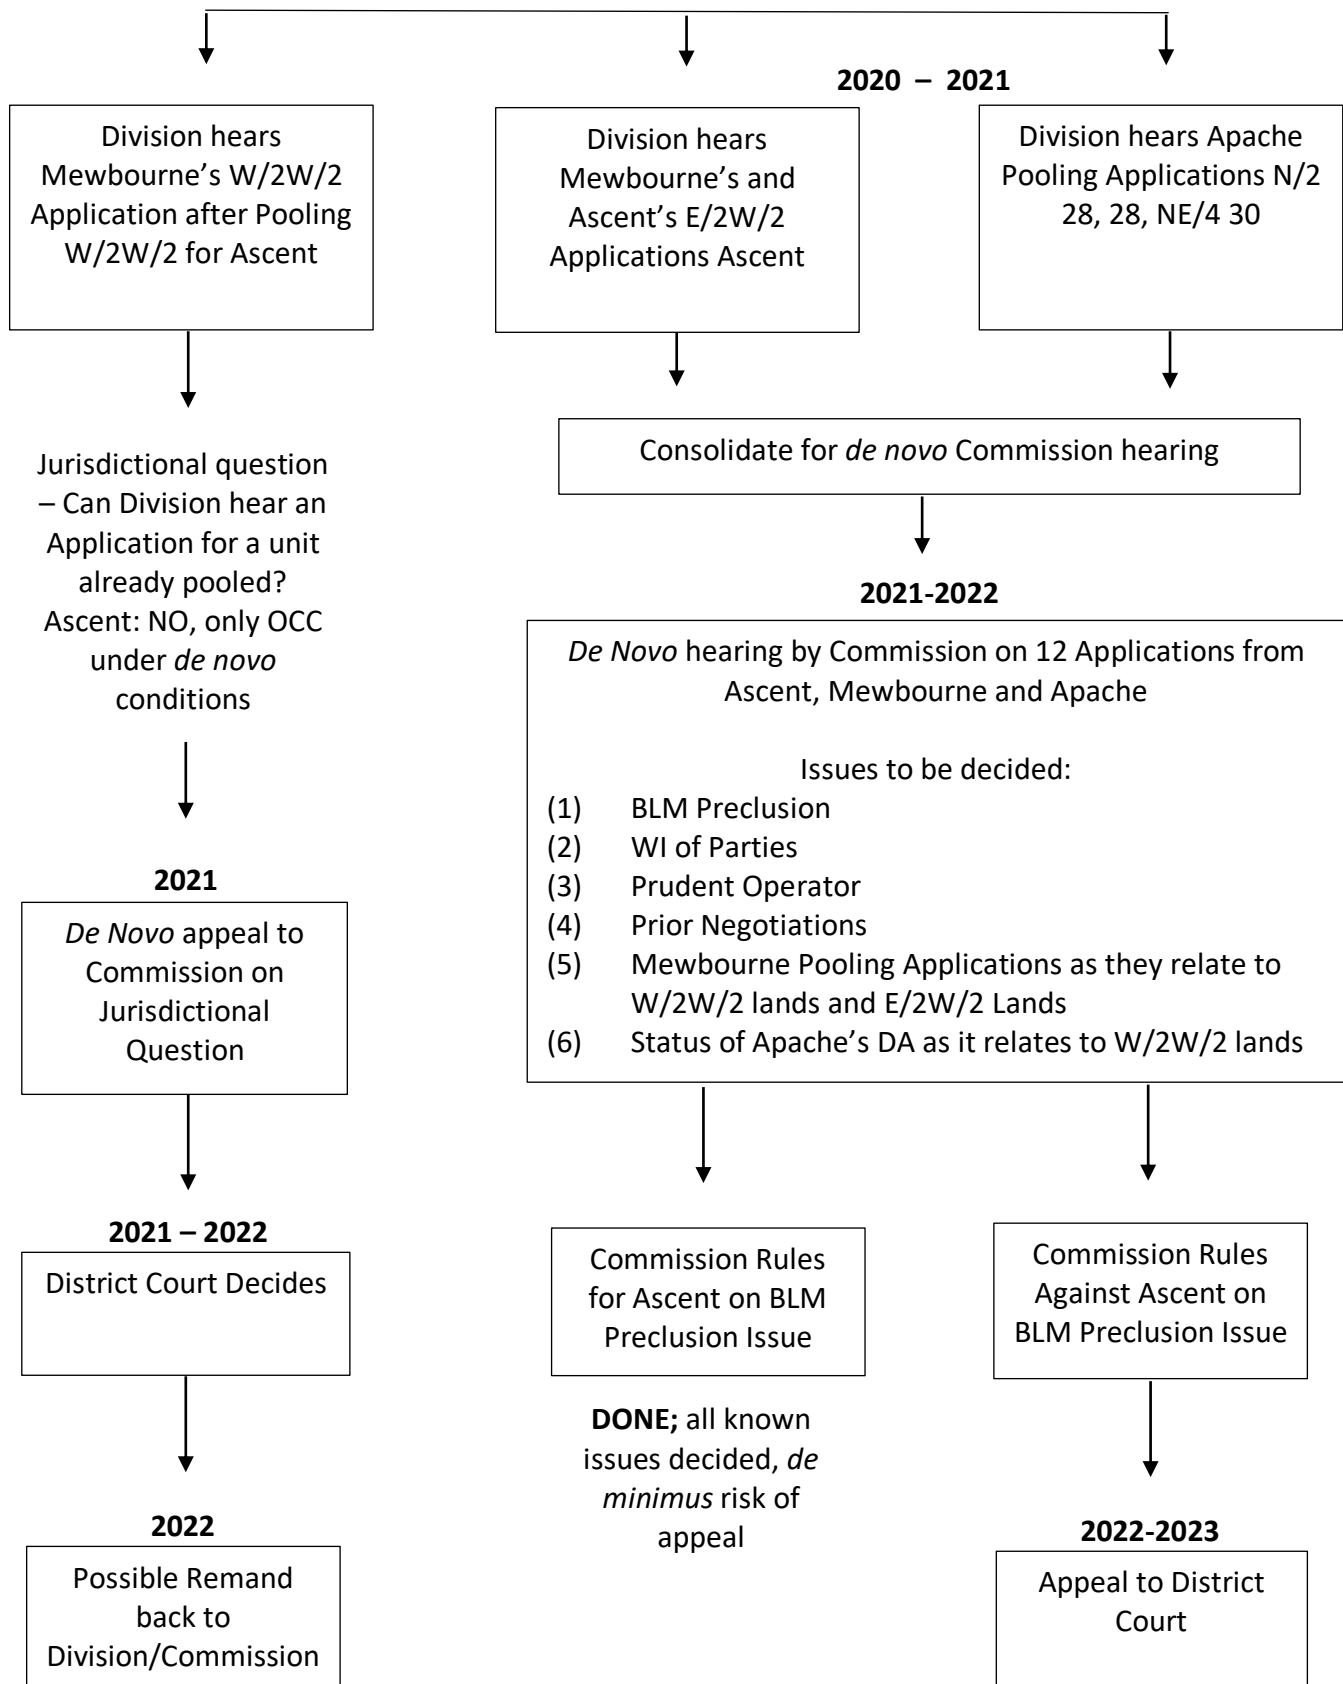 2020 – 2021
Division hears
Mewbourne’s W/2W/2
Application after Pooling
W/2W/2 for Ascent
Division hears
Mewbourne’s and
Ascent’s E/2W/2
Applications Ascent
Division hears Apache
Pooling Applications N/2
28, 28, NE/4 30
Jurisdictional question
– Can Division hear an
Application for a unit
already pooled?
Ascent: NO, only OCC
under de novo
conditions
Consolidate for de novo Commission hearing
2021-2022
De Novo hearing by Commission on 12 Applications from
Ascent, Mewbourne and Apache
Issues to be decided:
(1) BLM Preclusion
(2) WI of Parties
(3) Prudent Operator
(4) Prior Negotiations
(5) Mewbourne Pooling Applications as they relate to
W/2W/2 lands and E/2W/2 Lands
(6) Status of Apache’s DA as it relates to W/2W/2 lands
2021
De Novo appeal to
Commission on
Jurisdictional
Question
2021 – 2022
District Court Decides
2022
Possible Remand
back to
Division/Commission
Commission Rules
for Ascent on BLM
Preclusion Issue
DONE; all known
issues decided, de
minimus risk of
appeal
Commission Rules
Against Ascent on
BLM Preclusion Issue
2022-2023
Appeal to District
Court